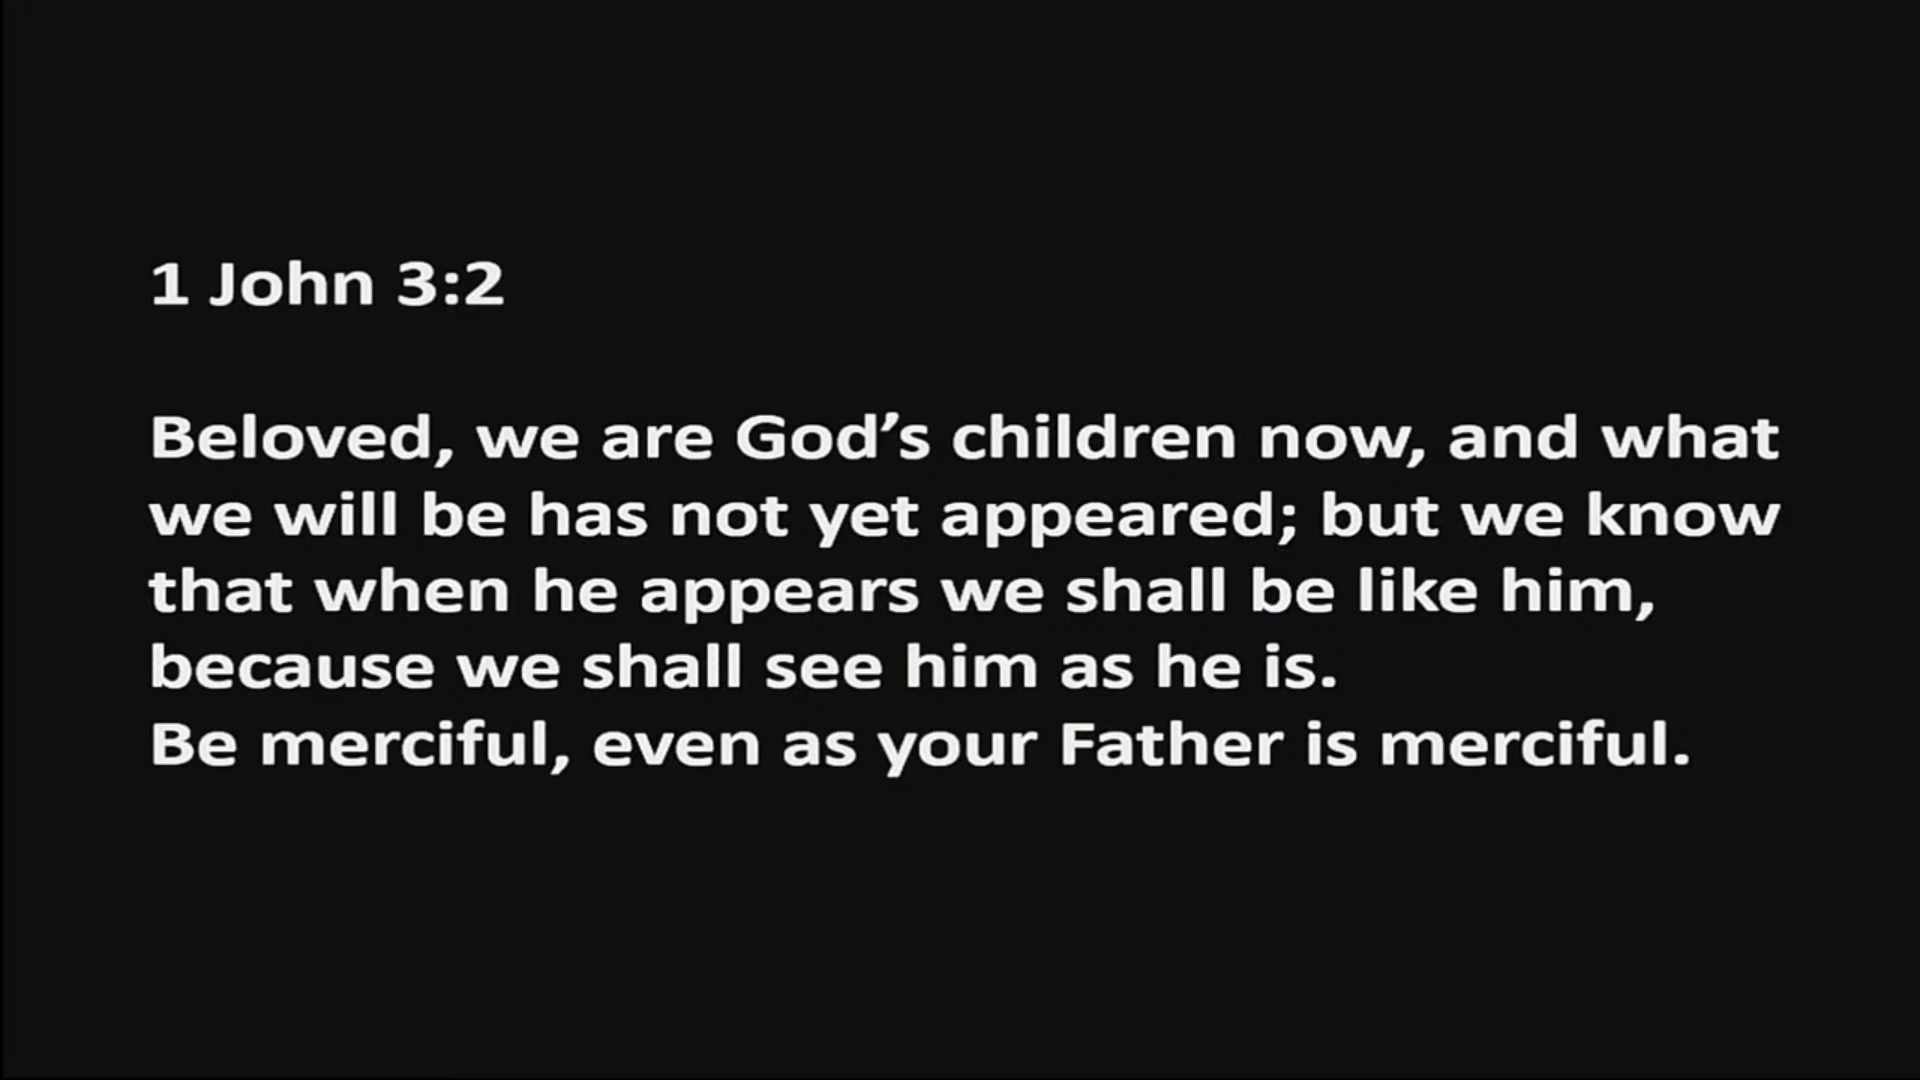 1 John 3:2
Beloved, we are God’s children now, and what
we will be has not yet appeared; but we know
that when he appears we shall be like him,
because we shall see him as he is.
Be merciful, even as your Father is merciful.